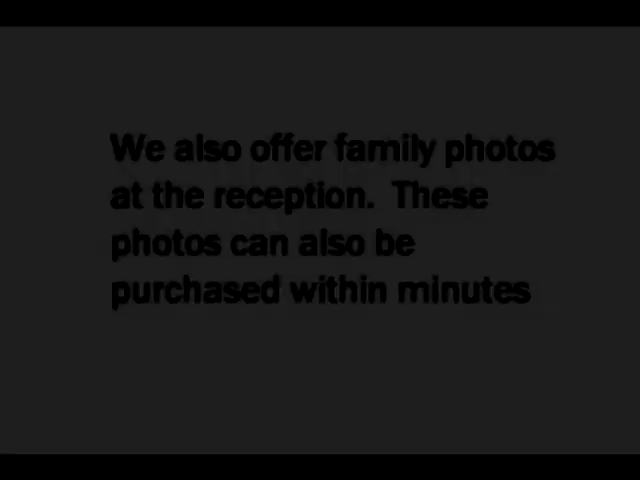 We also offer family photos
at the reception. These
photos can also be
purchased within minutes